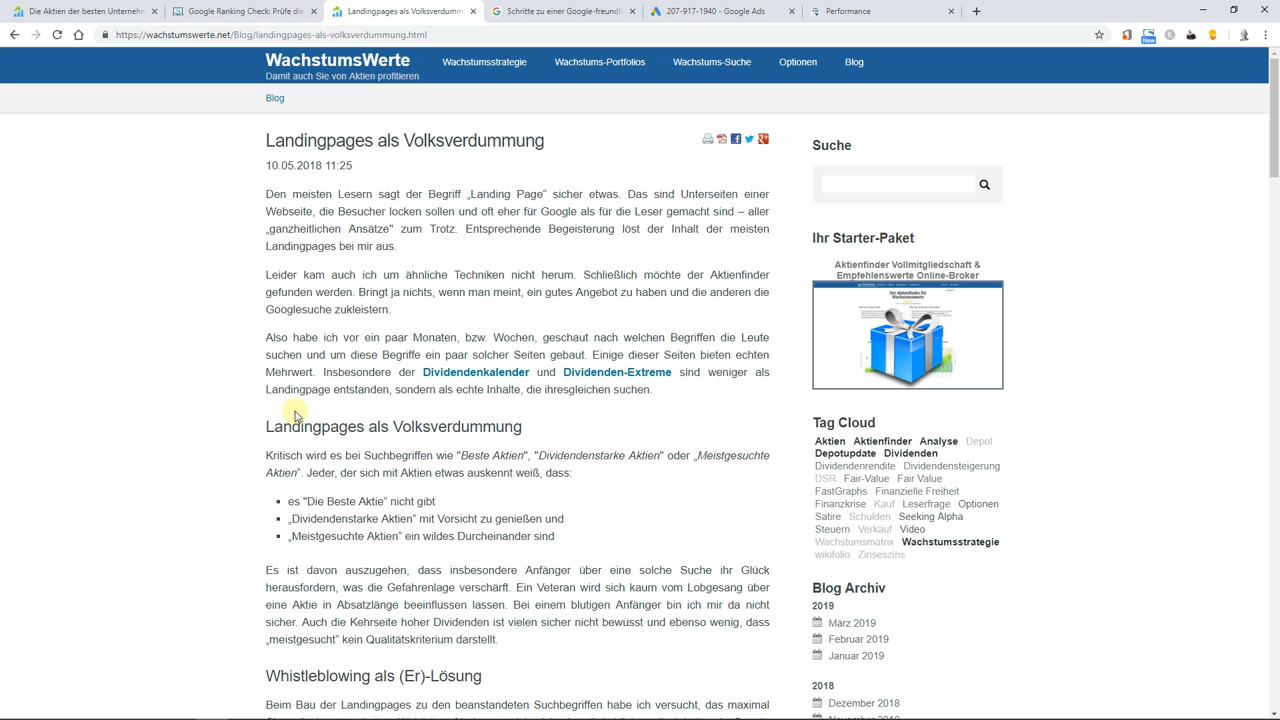 Die Aktien der besten Unternehm
Google Ranking Check: Prüfe die
Landingpages als Volksverdummu
Schritte zu einer Google-freundli
207-917-1940 - Google Ads
Performance
https://wachstumswerte.net/Blog/landingpages-als-volksverdummung.html
New
WachstumsWerte
Damit auch Sie von Aktien profitieren
Wachstumsstrategie
Wachstums-Portfolios
Wachstums-Suche
Optionen
Blog
Blog
Landingpages als Volksverdummung
10.05.2018 11:25
Den meisten Lesern sagt der Begriff „Landing Page“ sicher etwas. Das sind Unterseiten einer
Webseite, die Besucher locken sollen und oft eher für Google als für die Leser gemacht sind – aller
„ganzheitlichen Ansätze" zum Trotz. Entsprechende Begeisterung löst der Inhalt der meisten
Landingpages bei mir aus.
Leider kam auch ich um ähnliche Techniken nicht herum. Schließlich möchte der Aktienfinder
gefunden werden. Bringt ja nichts, wenn man meint, ein gutes Angebot zu haben und die anderen die
Googlesuche zukleistern.
Also habe ich vor ein paar Monaten, bzw. Wochen, geschaut nach welchen Begriffen die Leute
suchen und um diese Begriffe ein paar solcher Seiten gebaut. Einige dieser Seiten bieten echten
Mehrwert. Insbesondere der Dividendenkalender und Dividenden-Extreme sind weniger als
Landingpage entstanden, sondern als echte Inhalte, die ihresgleichen suchen.
Landingpages als Volksverdummung
Kritisch wird es bei Suchbegriffen wie "Beste Aktien", "Dividendenstarke Aktien" oder „Meistgesuchte
Aktien“. Jeder, der sich mit Aktien etwas auskennt weiß, dass:
es "Die Beste Aktie“ nicht gibt
„Dividendenstarke Aktien“ mit Vorsicht zu genießen und
„Meistgesuchte Aktien“ ein wildes Durcheinander sind
Es ist davon auszugehen, dass insbesondere Anfänger über eine solche Suche ihr Glück
herausfordern, was die Gefahrenlage verschärft. Ein Veteran wird sich kaum vom Lobgesang über
eine Aktie in Absatzlänge beeinflussen lassen. Bei einem blutigen Anfänger bin ich mir da nicht
sicher. Auch die Kehrseite hoher Dividenden ist vielen sicher nicht bewusst und ebenso wenig, dass
„meistgesucht“ kein Qualitätskriterium darstellt.
Whistleblowing als (Er)-Lösung
Beim Bau der Landingpages zu den beanstandeten Suchbegriffen habe ich versucht, das maximal
Suche
Ihr Starter-Paket
Aktienfinder Vollmitgliedschaft &
Empfehlenswerte Online-Broker
Tag Cloud
Aktien Aktienfinder Analyse Depot
Depotupdate Dividenden
Dividendenrendite Dividendensteigerung
DSR Fair-Value Fair Value
FastGraphs Finanzielle Freiheit
Finanzkrise Kauf Leserfrage Optionen
Satire Schulden Seeking Alpha
Steuern Verkauf Video
Wachstumsmatrix Wachstumsstrategie
wikifolio Zinseszins
Blog Archiv
2019
März 2019
Februar 2019
Januar 2019
2018
Dezember 2018